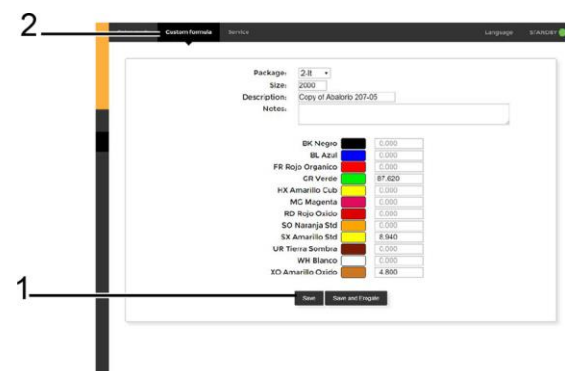 2
Custom formula Service Language STANDBY
Package: 2-lt
Size: 2000
Description: Copy of Abalorio 207-05
Notes:
BK Negro 0.000
BL Azul 0.000
FR Rojo Organico 0.000
GR Verde 87.620
HX Amarillo Cub 0.000
MG Magenta 0.000
RD Rojo Oxido 0.000
SO Naranja Std 0.000
SX Amarillo Std 8.940
UR Tierra Sombra 0.000
WH Blanco 0.000
XO Amarillo Oxido 4.800
1
Save Save and Erogate